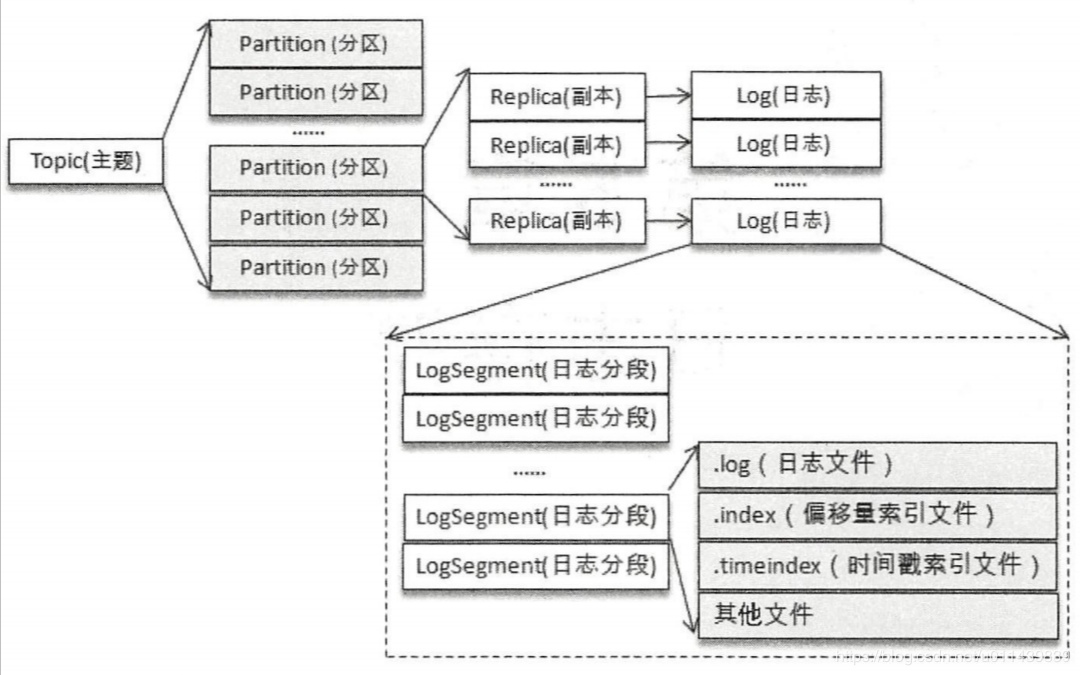 Topic(主题)
Partition (分区)
Partition (分区)
......
Partition (分区)
Partition (分区)
Partition (分区)
Replica(副本)
Replica(副本)
......
Replica(副本)
Log(日志)
Log(日志)
......
Log(日志)
LogSegment(日志分段)
LogSegment(日志分段)
......
LogSegment(日志分段)
LogSegment(日志分段)
.log（日志文件）
.index（偏移量索引文件）
.timeindex（时间戳索引文件）
其他文件